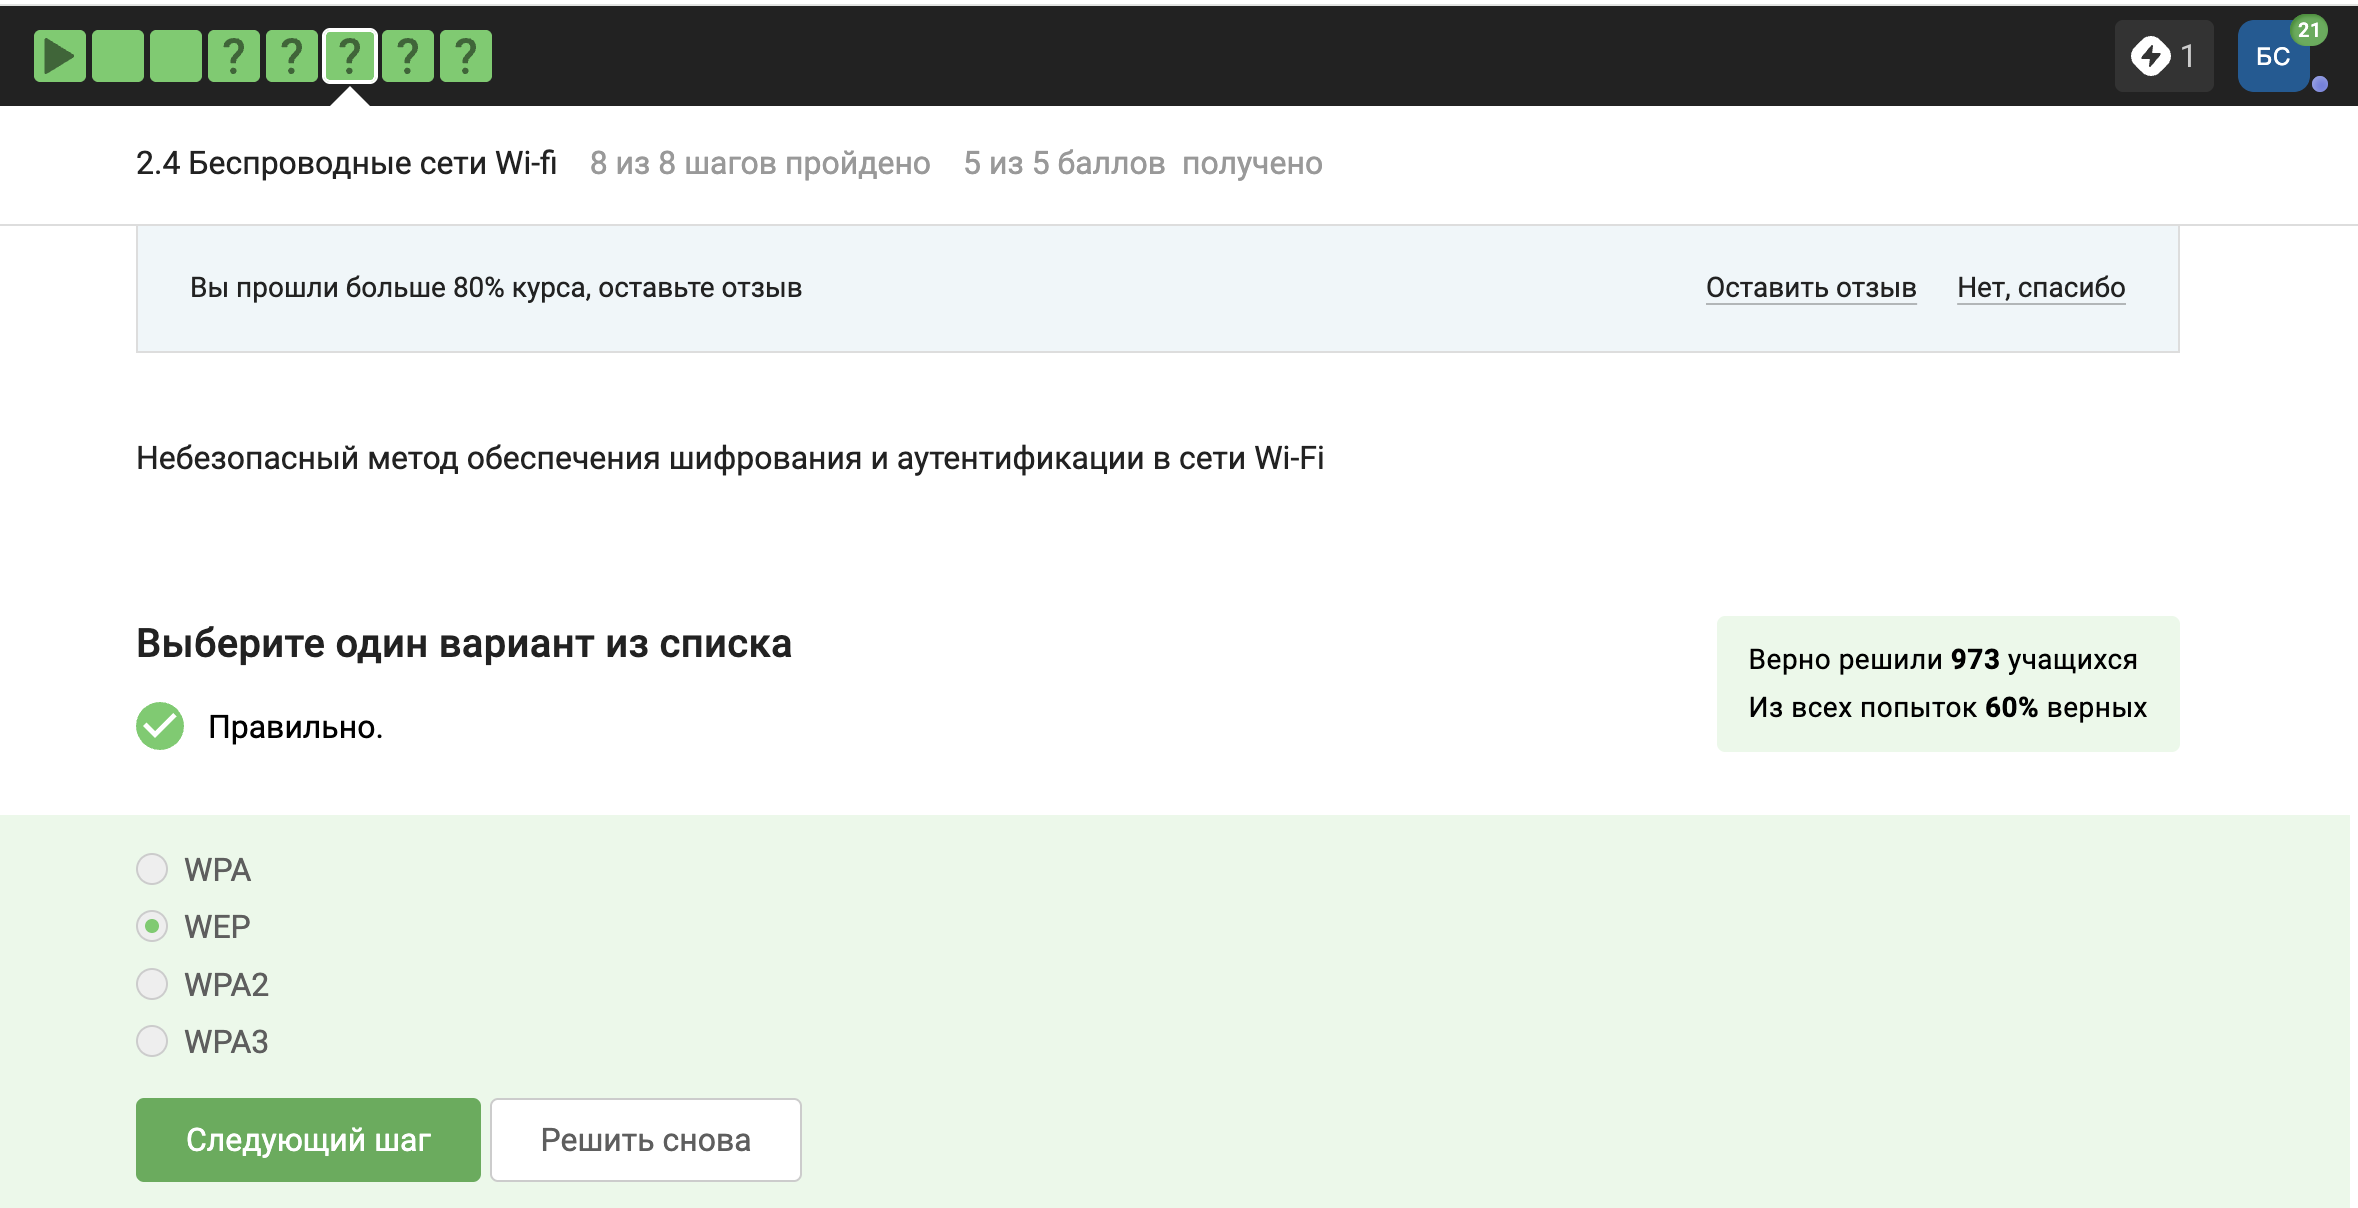 ? ? ? ? ?
1
БС
21
2.4 Беспроводные сети Wi-fi 8 из 8 шагов пройдено 5 из 5 баллов получено
Вы прошли больше 80% курса, оставьте отзыв
Оставить отзыв
Нет, спасибо
Небезопасный метод обеспечения шифрования и аутентификации в сети Wi-Fi
Выберите один вариант из списка
Правильно.
Верно решили 973 учащихся
Из всех попыток 60% верных
WPA
WEP
WPA2
WPA3
Следующий шаг
Решить снова